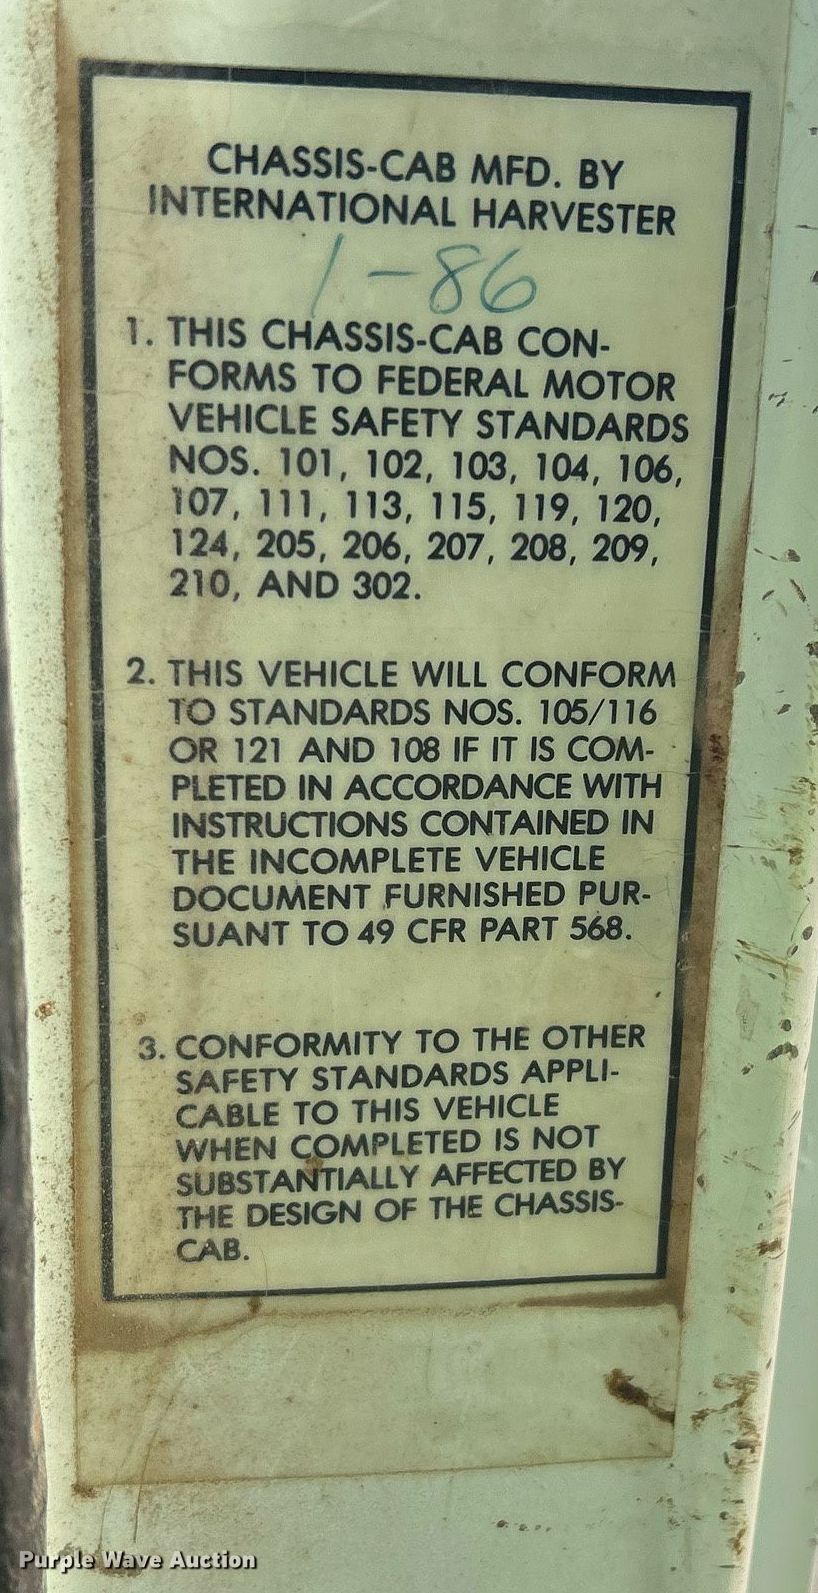 CHASSIS-CAB MFD. BY
INTERNATIONAL HARVESTER
1-86
1. THIS CHASSIS-CAB CON-
FORMS TO FEDERAL MOTOR
VEHICLE SAFETY STANDARDS
NOS. 101, 102, 103, 104, 106,
107, 111, 113, 115, 119, 120,
124, 205, 206, 207, 208, 209,
210, AND 302.
2. THIS VEHICLE WILL CONFORM
TO STANDARDS NOS. 105/116
OR 121 AND 108 IF IT IS COM-
PLETED IN ACCORDANCE WITH
INSTRUCTIONS CONTAINED IN
THE INCOMPLETE VEHICLE
DOCUMENT FURNISHED PUR-
SUANT TO 49 CFR PART 568.
3. CONFORMITY TO THE OTHER
SAFETY STANDARDS APPLI-
CABLE TO THIS VEHICLE
WHEN COMPLETED IS NOT
SUBSTANTIALLY AFFECTED BY
THE DESIGN OF THE CHASSIS-
CAB.
Purple Wave Auction